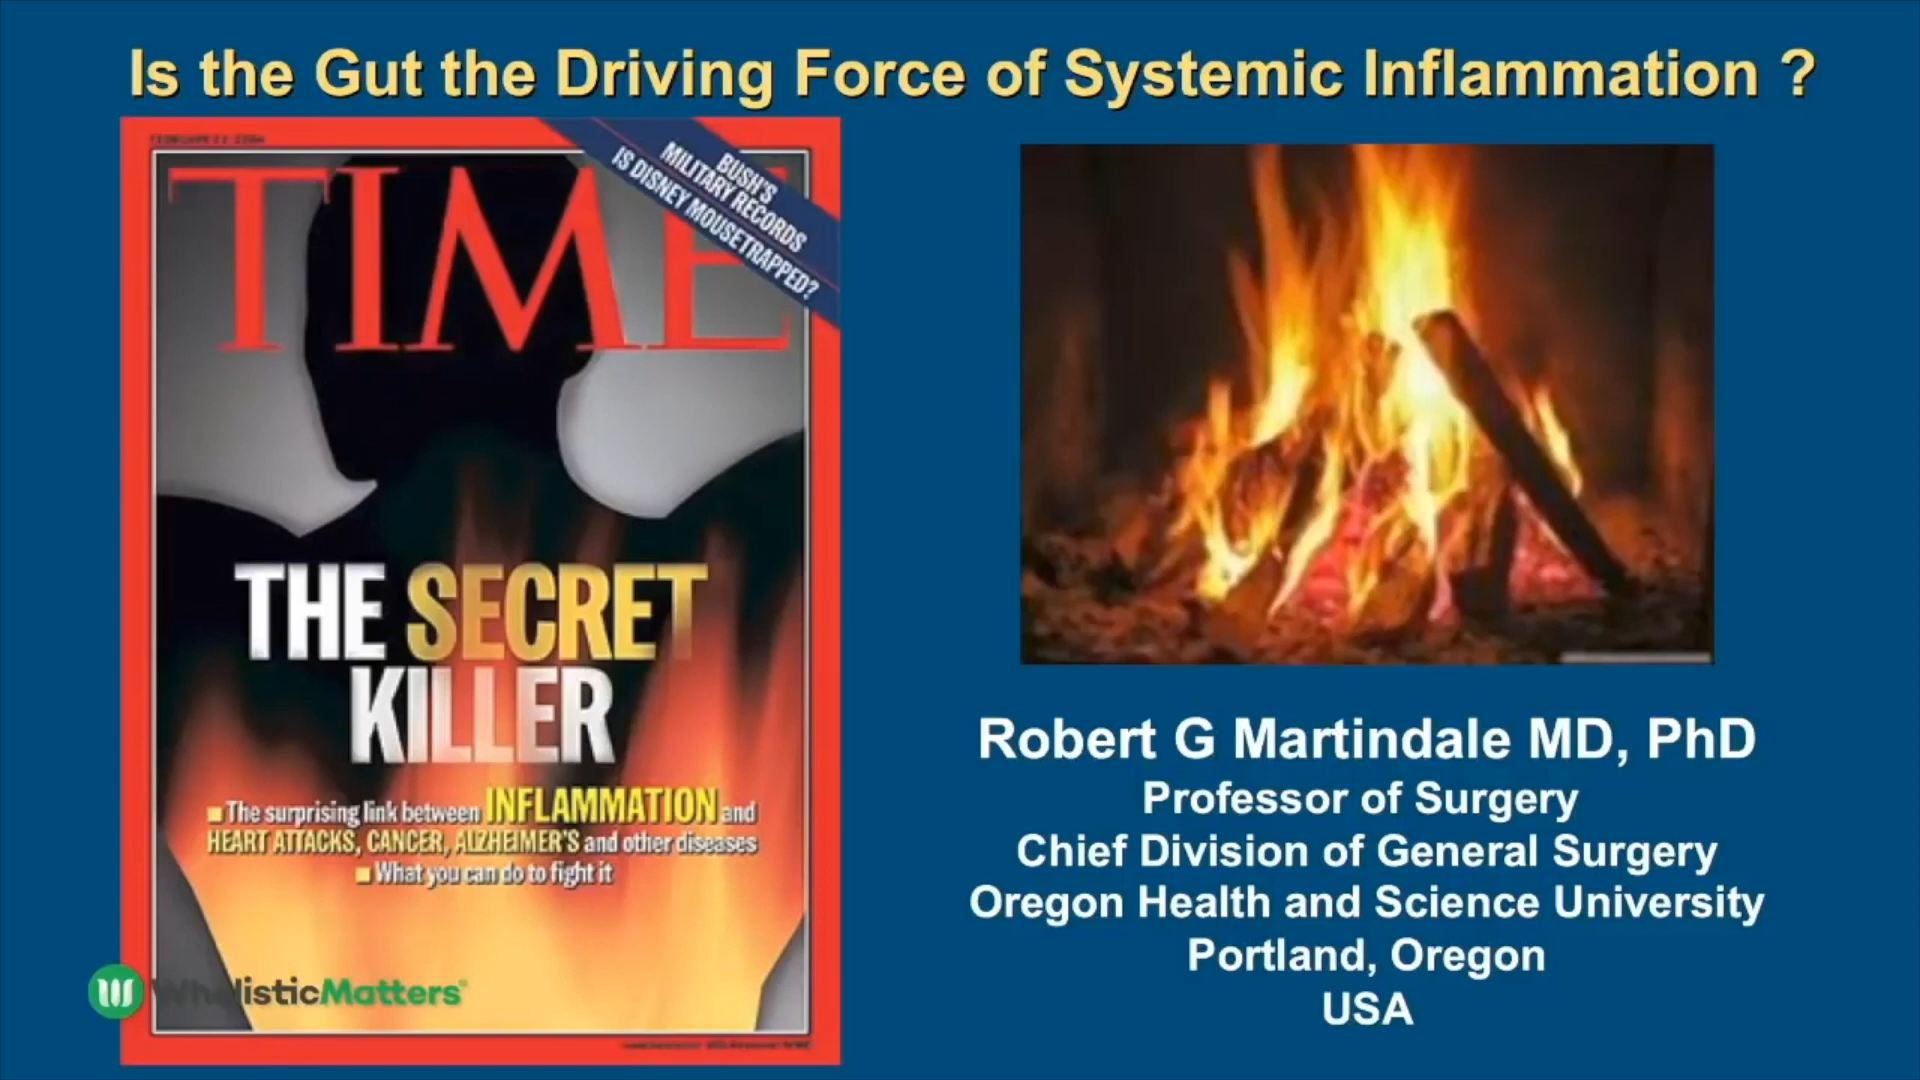 Is the Gut the Driving Force of Systemic Inflammation ?
TIME
BUSH'S
MILITARY RECORDS
IS DISNEY MOUSETRAPPED?
THE SECRET
KILLER
The surprising link between INFLAMMATION and
HEART ATTACKS, CANCER, ALZHEIMER'S and other diseases
What you can do to fight it
WholisticMatters
Robert G Martindale MD, PhD
Professor of Surgery
Chief Division of General Surgery
Oregon Health and Science University
Portland, Oregon
USA